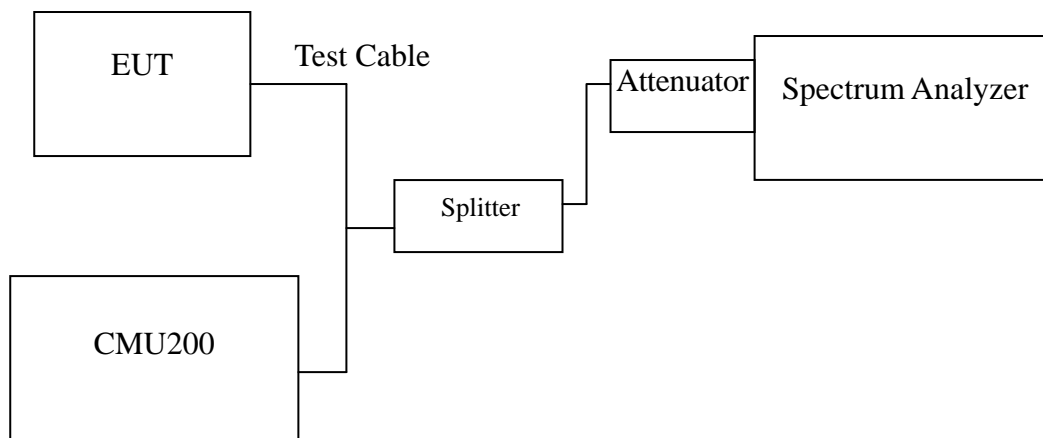 EUT
Test Cable
Attenuator
Spectrum Analyzer
Splitter
CMU200